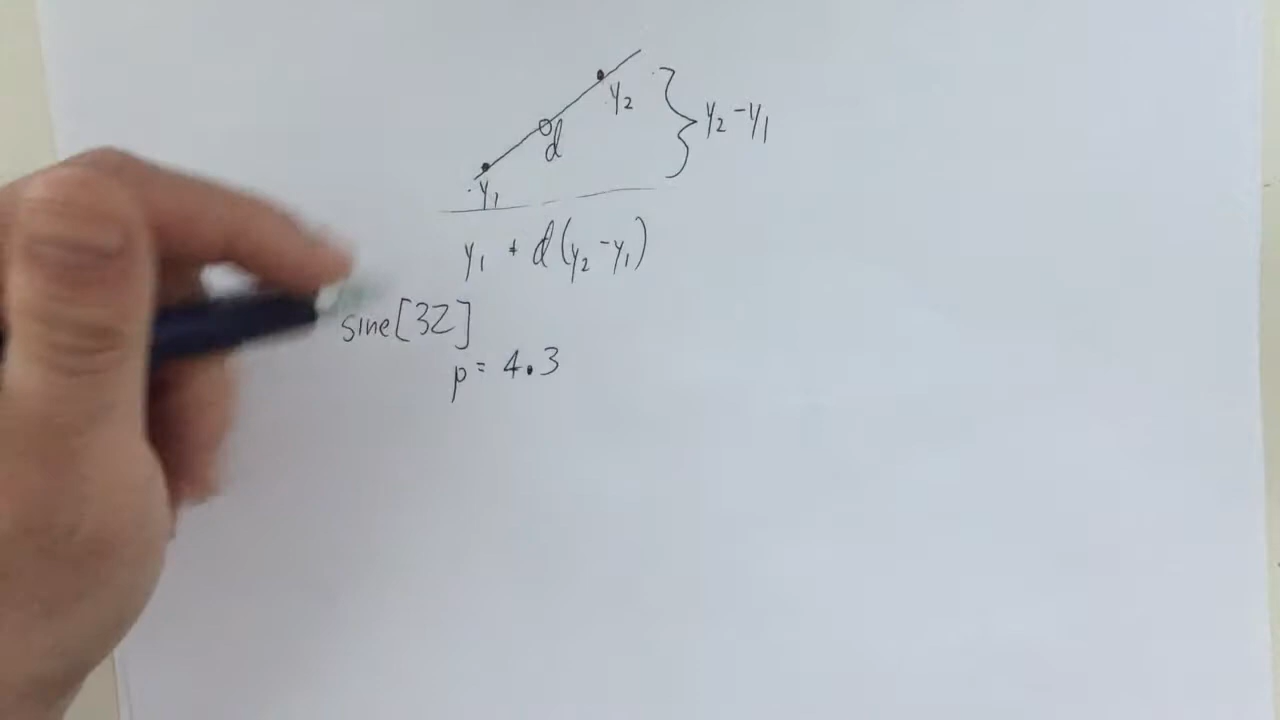 y₂
y₂ - y₁
d
y₁
y₁ + d(y₂ - y₁)
sine[32]
p = 4.3